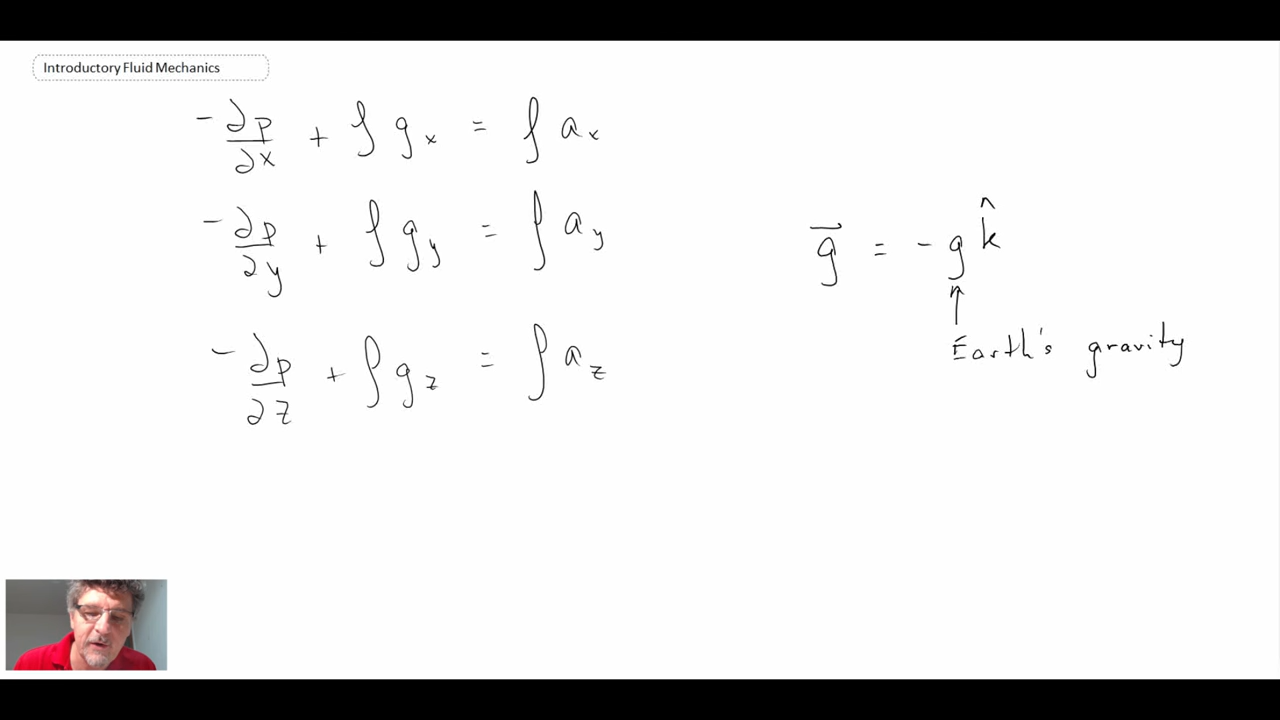 Introductory Fluid Mechanics
-∂p/∂x + ρ g_x = ρ a_x
-∂p/∂y + ρ g_y = ρ a_y
-∂p/∂z + ρ g_z = ρ a_z
g⃗ = -g k̂
↑
Earth's gravity